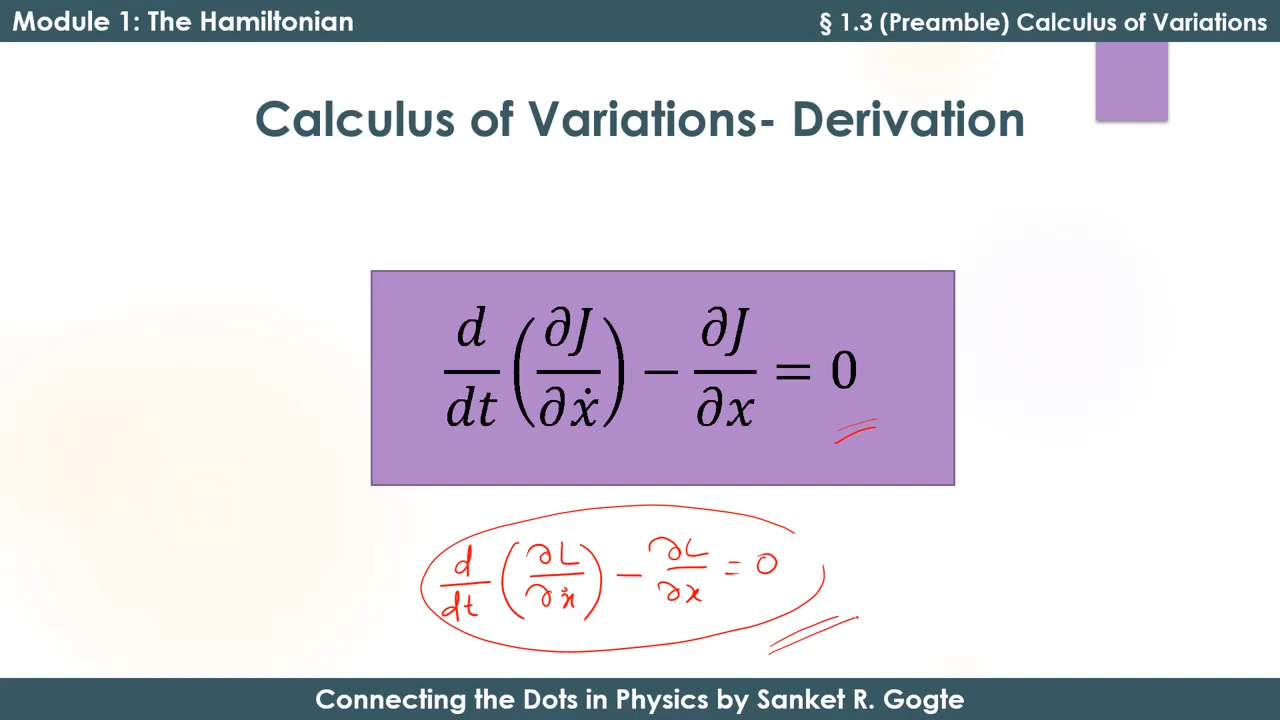 Module 1: The Hamiltonian
§ 1.3 (Preamble) Calculus of Variations
Calculus of Variations- Derivation
d/dt (∂J/∂ẋ) − ∂J/∂x = 0
d/dt (∂L/∂ẋ) − ∂L/∂x = 0
Connecting the Dots in Physics by Sanket R. Gogte